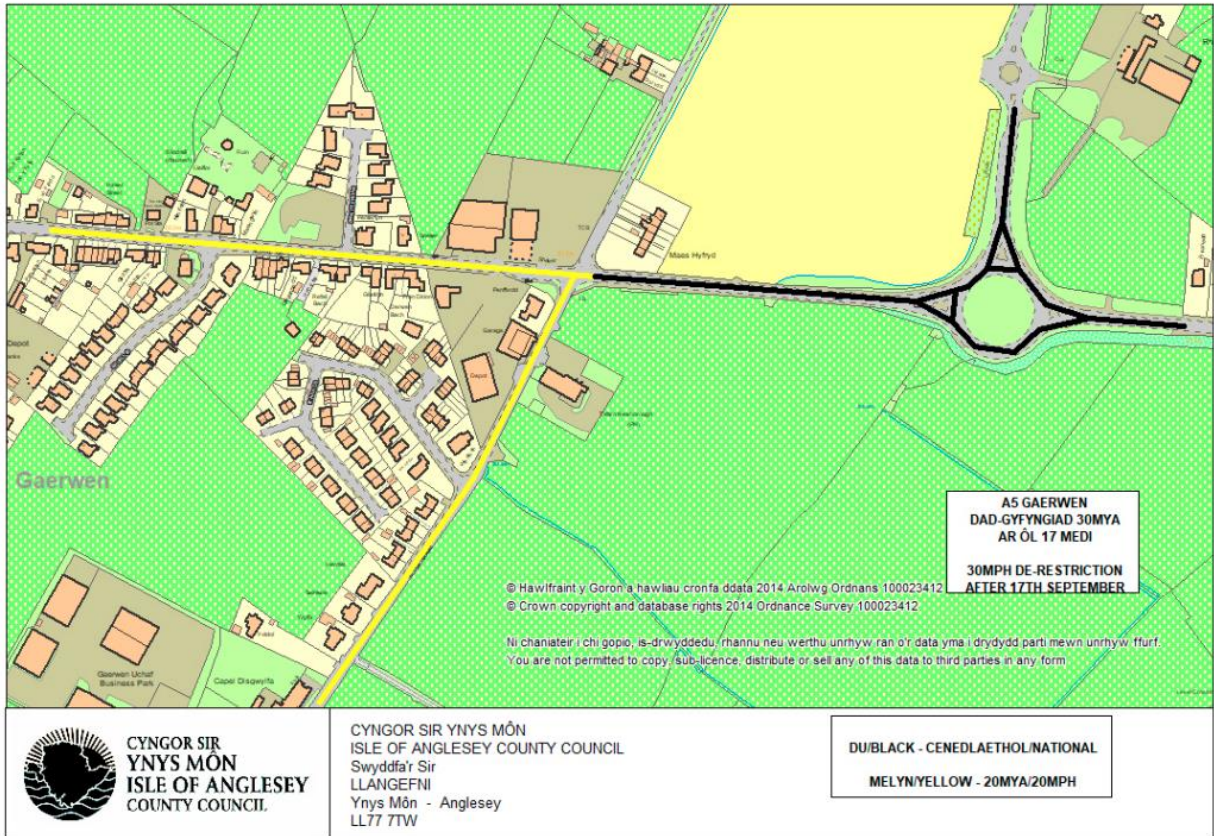 Maes Hyfryd
Garage
Depot
Depot
Gaerwen
Gaerwen Uchaf
Business Park
Capel Disgwylfa
A5 GAERWEN
DAD-GYFYNGIAD 30MYA
AR ÔL 17 MEDI
30MPH DE-RESTRICTION
AFTER 17TH SEPTEMBER
© Hawlfraint y Goron a hawliau cronfa ddata 2014 Arolwg Ordnans 100023412
© Crown copyright and database rights 2014 Ordnance Survey 100023412
Ni chaniateir i chi gopio, is-drwyddedu, rhannu neu werthu unrhyw ran o'r data yma i drydydd parti mewn unrhyw ffurf.
You are not permitted to copy, sub-licence, distribute or sell any of this data to third parties in any form
CYNGOR SIR
YNYS MÔN
ISLE OF ANGLESEY
COUNTY COUNCIL
CYNGOR SIR YNYS MÔN
ISLE OF ANGLESEY COUNTY COUNCIL
Swyddfa'r Sir
LLANGEFNI
Ynys Môn - Anglesey
LL77 7TW
DU/BLACK - CENEDLAETHOL/NATIONAL
MELYN/YELLOW - 20MYA/20MPH